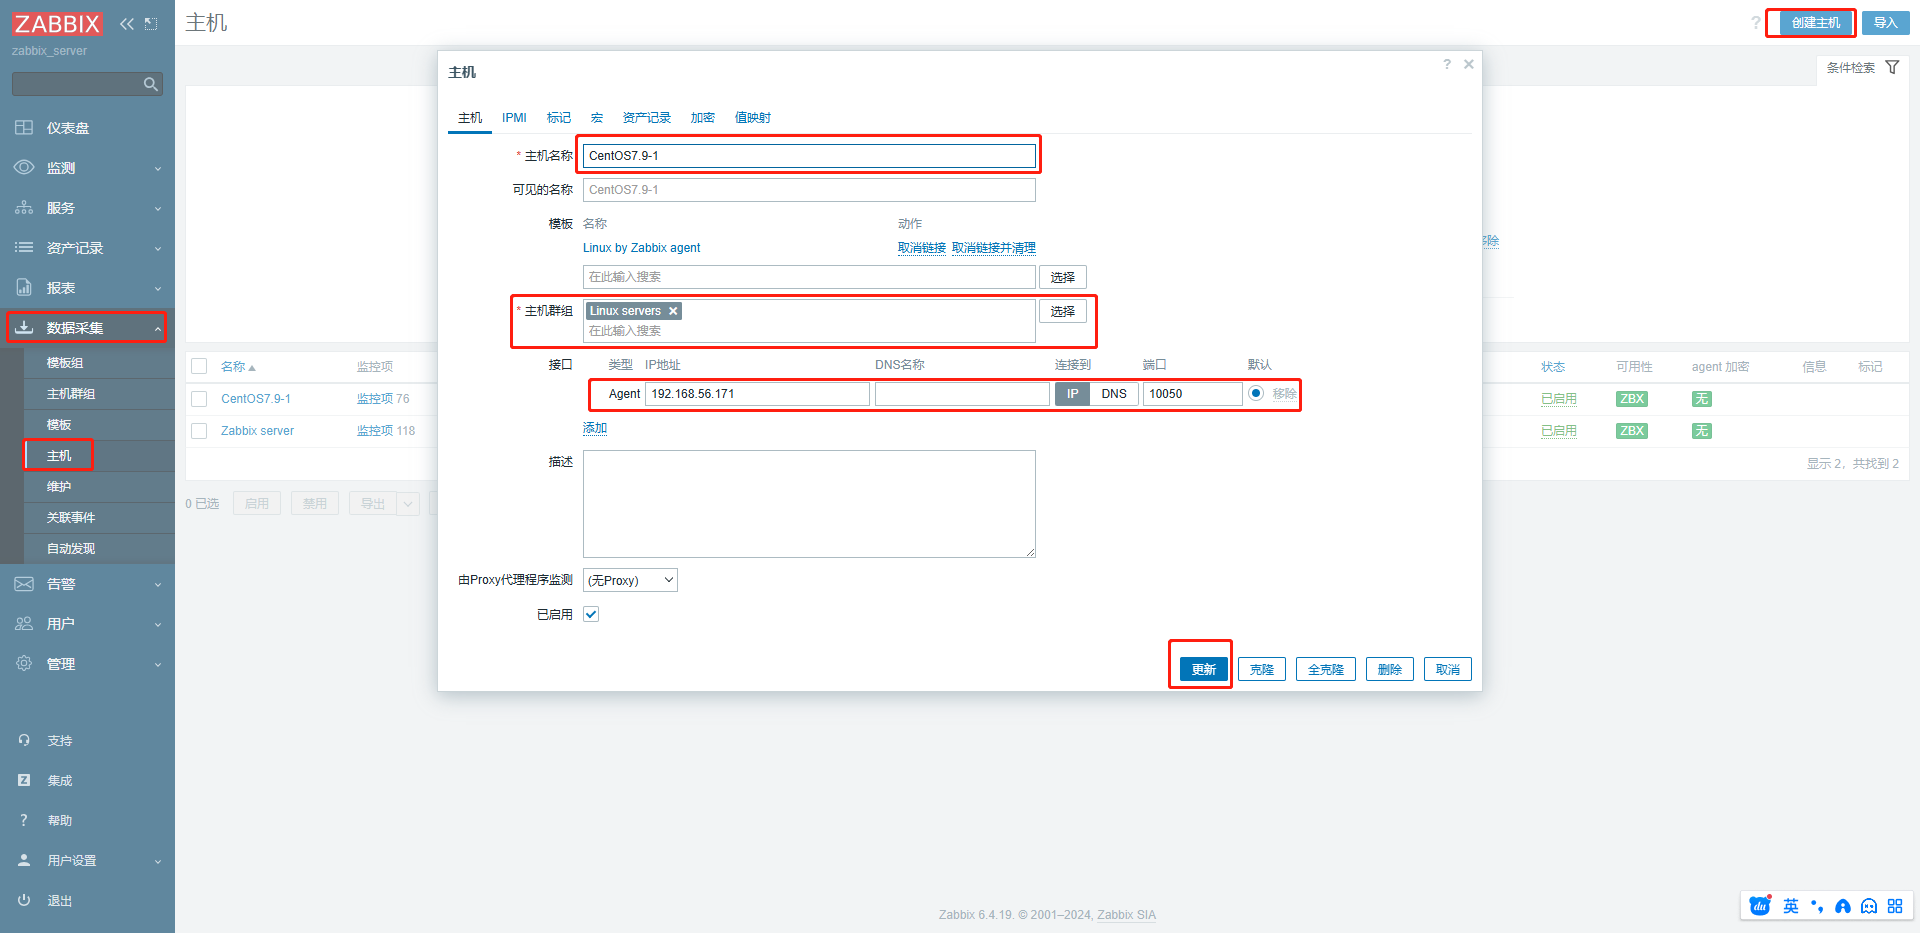 ZABBIX
zabbix_server
仪表盘
监测
服务
资产记录
报表
数据采集
模板组
主机群组
模板
主机
维护
关联事件
自动发现
告警
用户
管理
支持
Z 集成
? 帮助
用户设置
退出
主机
? 创建主机 导入
条件检索
主机
? ×
主机 IPMI 标记 宏 资产记录 加密 值映射
* 主机名称 CentOS7.9-1
可见的名称 CentOS7.9-1
模板 名称 动作
Linux by Zabbix agent 取消链接 取消链接并清理
在此输入搜索 选择
* 主机群组 Linux servers × 选择
在此输入搜索
接口 类型 IP地址 DNS名称 连接到 端口 默认
Agent 192.168.56.171 IP DNS 10050 移除
添加
描述
由Proxy代理程序监测 (无Proxy)
已启用
更新 克隆 全克隆 删除 取消
移除
名称 监控项 状态 可用性 agent 加密 信息 标记
CentOS7.9-1 监控项 76 已启用 ZBX 无
Zabbix server 监控项 118 已启用 ZBX 无
显示 2，共找到 2
0 已选 启用 禁用 导出
Zabbix 6.4.19. © 2001–2024, Zabbix SIA
du 英